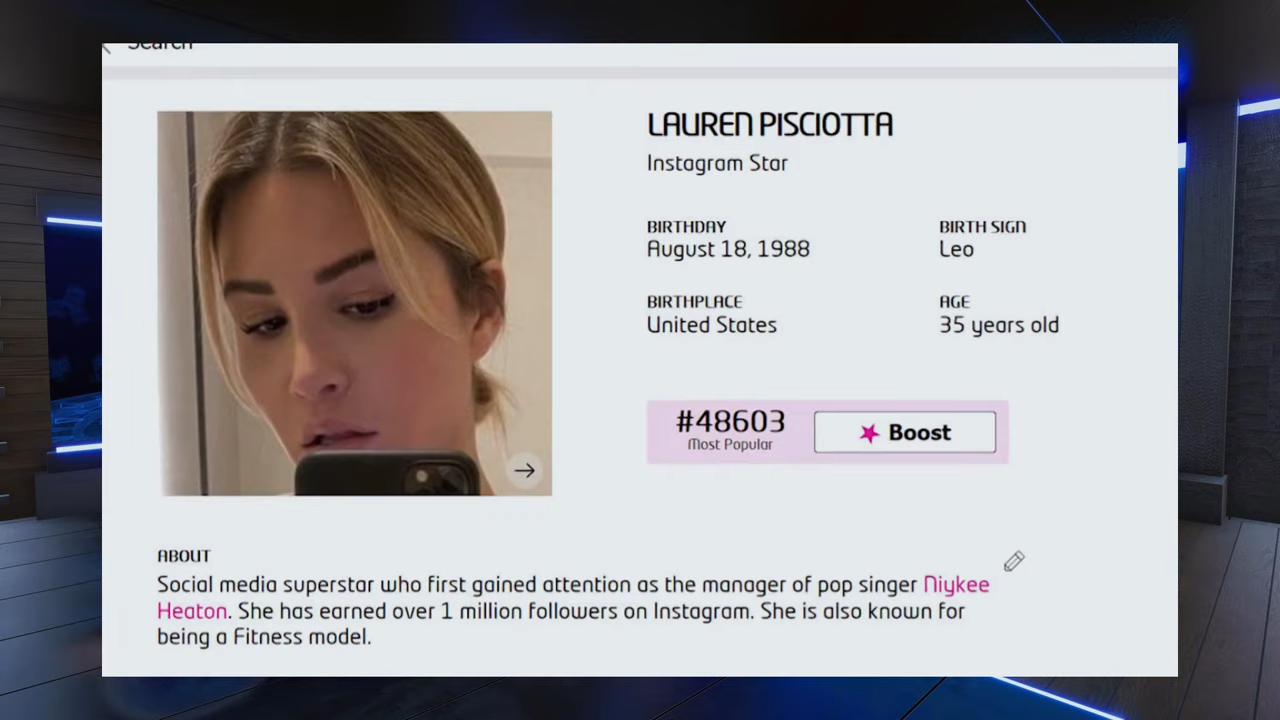 Search
LAUREN PISCIOTTA
Instagram Star
BIRTHDAY
August 18, 1988
BIRTH SIGN
Leo
BIRTHPLACE
United States
AGE
35 years old
#48603
Most Popular
Boost
ABOUT
Social media superstar who first gained attention as the manager of pop singer Niykee
Heaton. She has earned over 1 million followers on Instagram. She is also known for
being a Fitness model.